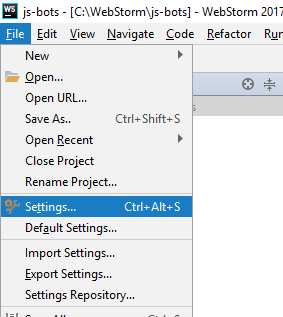 WS js-bots - [C:\WebStorm\js-bots] - WebStorm 2017
File Edit View Navigate Code Refactor Run
New
Open...
Open URL...
Save As.. Ctrl+Shift+S
Open Recent
Close Project
Rename Project...
Settings... Ctrl+Alt+S
Default Settings...
Import Settings...
Export Settings...
Settings Repository...